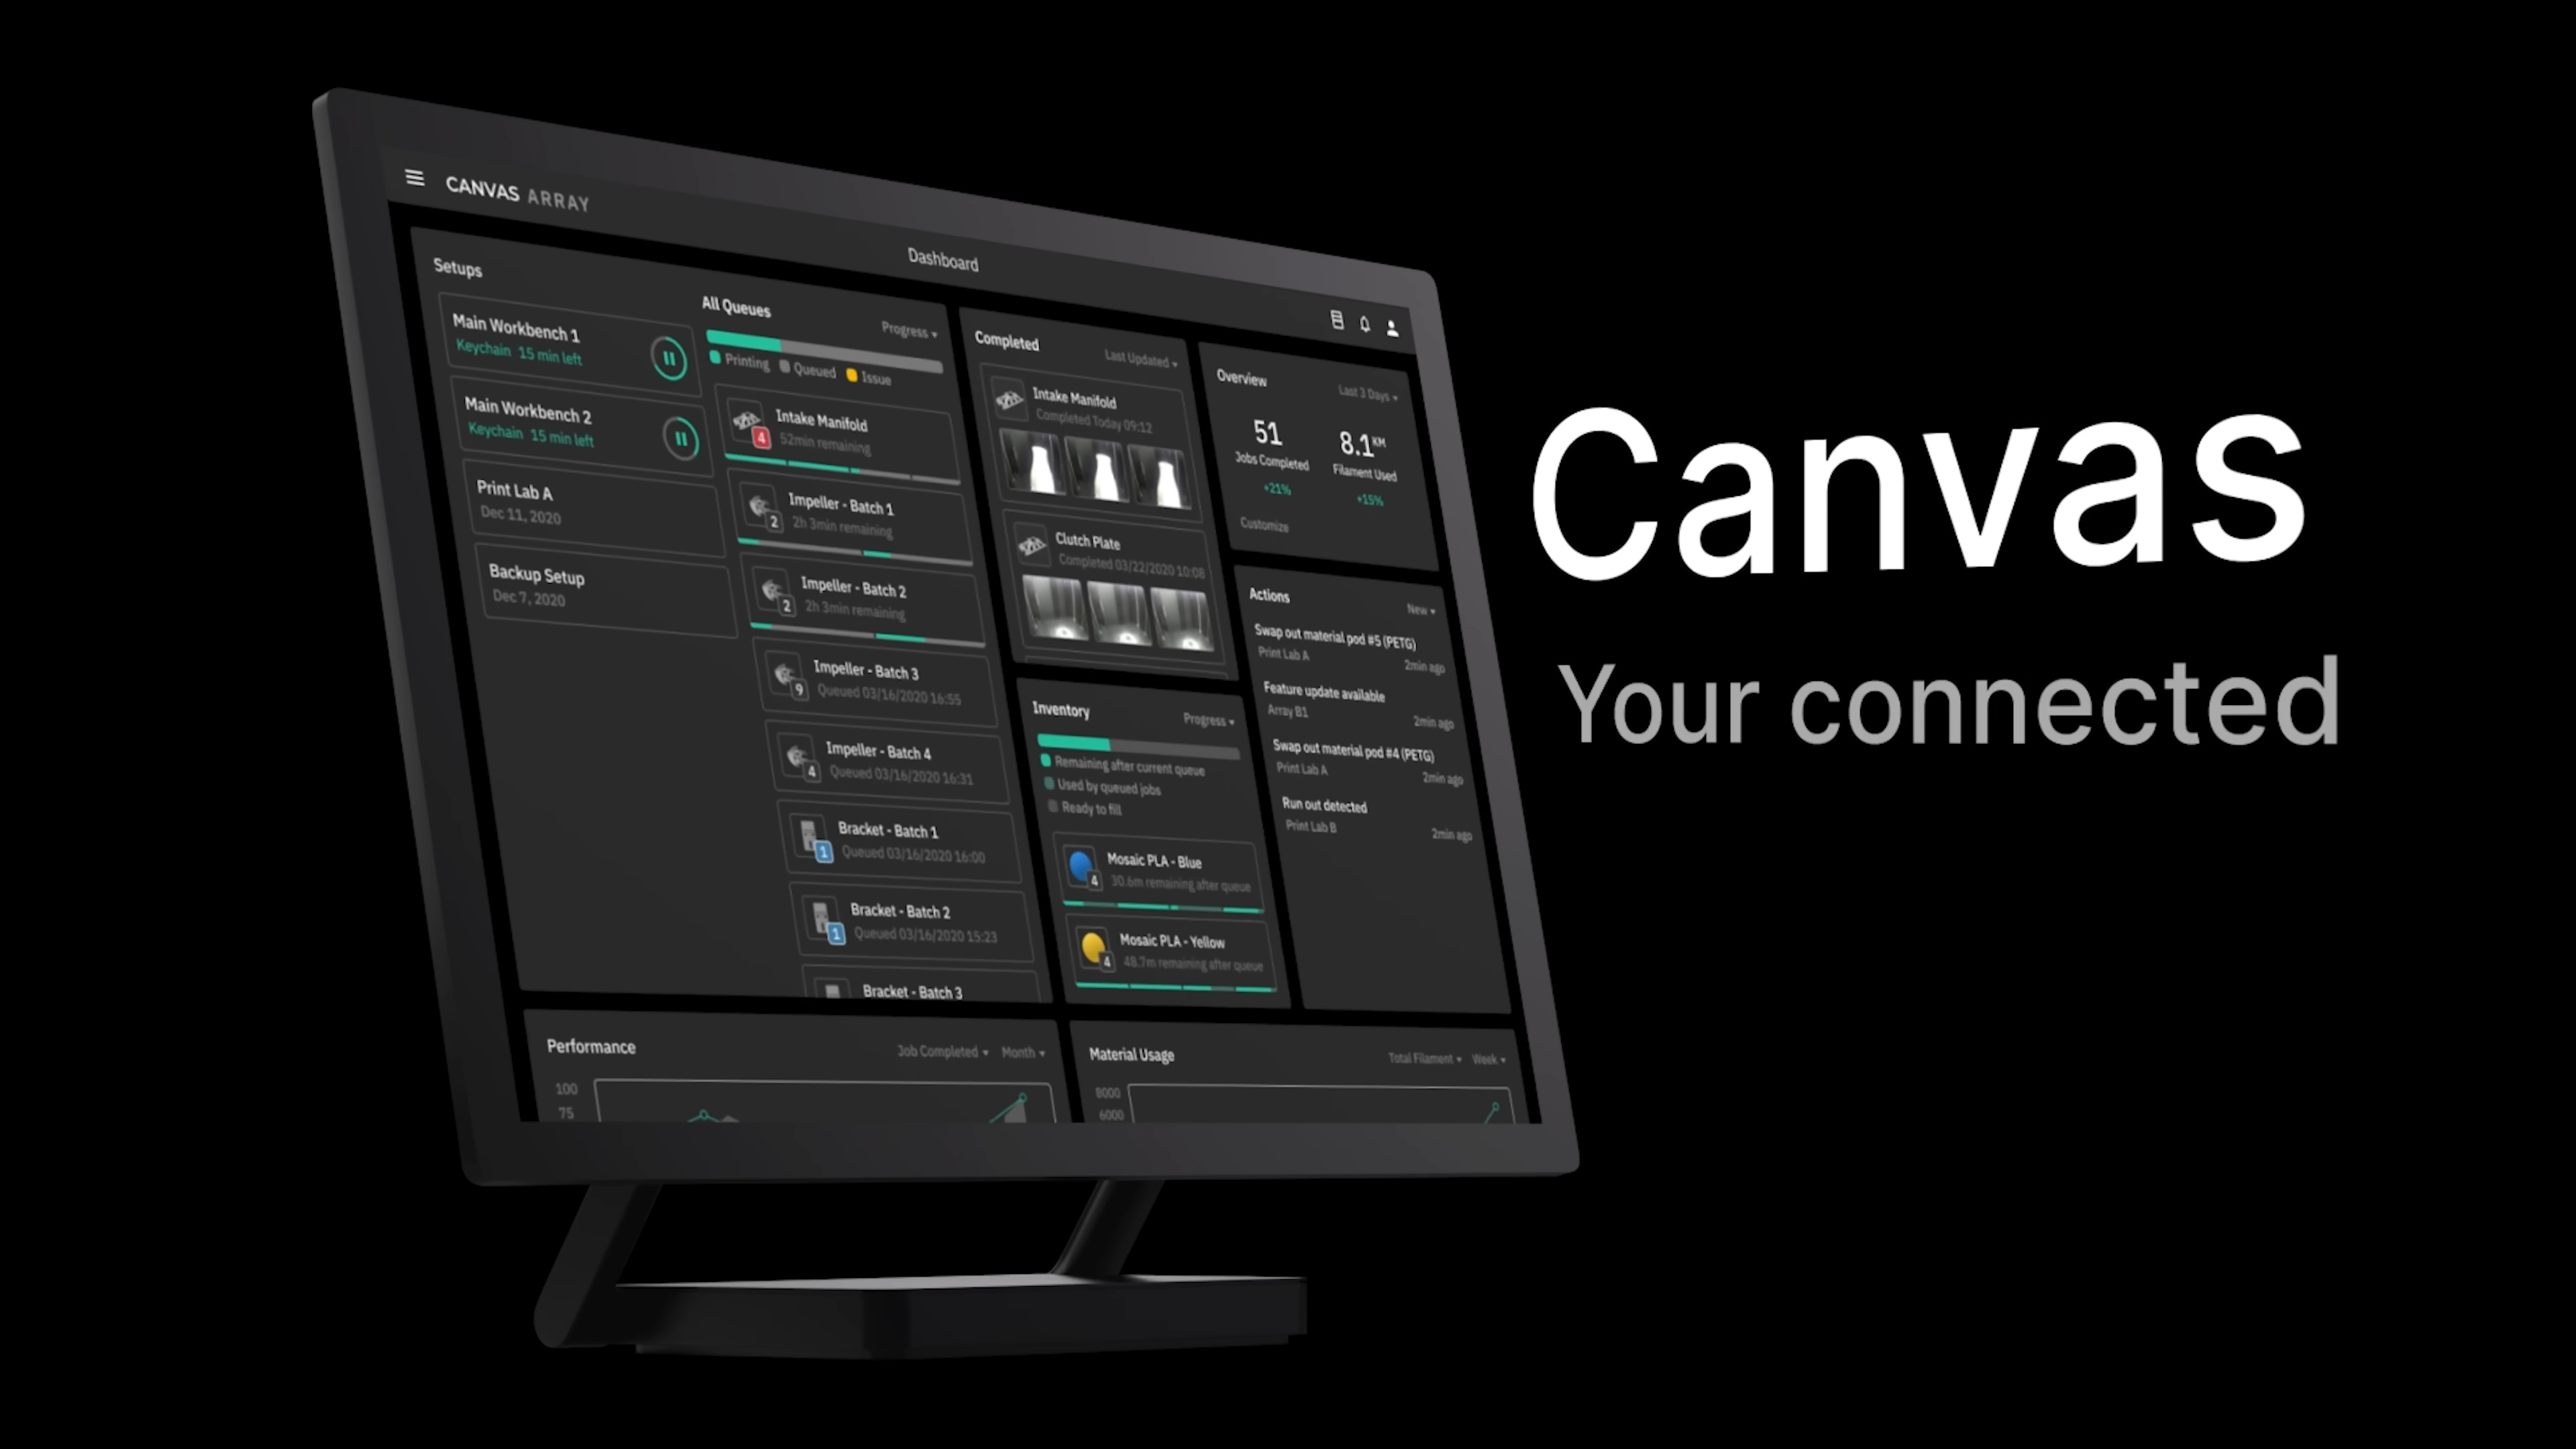 CANVAS ARRAY
Dashboard
Setups
Main Workbench 1
Keychain 15 min left
Main Workbench 2
Keychain 15 min left
Print Lab A
Dec 11, 2020
Backup Setup
Dec 7, 2020
All Queues
Progress
Printing Queued Issue
Intake Manifold
52min remaining
4
Impeller - Batch 1
2h 3min remaining
2
Impeller - Batch 2
2h 3min remaining
2
Impeller - Batch 3
Queued 03/16/2020 16:55
9
Impeller - Batch 4
Queued 03/16/2020 16:31
4
Bracket - Batch 1
Queued 03/16/2020 16:00
1
Bracket - Batch 2
Queued 03/16/2020 15:23
1
Bracket - Batch 3
Completed
Last Updated
Intake Manifold
Completed Today 09:12
Clutch Plate
Completed 03/22/2020 10:08
Inventory
Progress
Remaining after current queue
Used by queued jobs
Ready to fill
Mosaic PLA - Blue
30.6m remaining after queue
4
Mosaic PLA - Yellow
48.7m remaining after queue
4
Overview
Last 3 Days
51
Jobs Completed
+21%
8.1KM
Filament Used
+15%
Customize
Actions
New
Swap out material pod #5 (PETG)
Print Lab A 2min ago
Feature update available
Array B1 2min ago
Swap out material pod #4 (PETG)
Print Lab A 2min ago
Run out detected
Print Lab B 2min ago
Performance
Job Completed Month
100
75
Material Usage
Total Filament Week
8000
6000
Canvas
Your connected